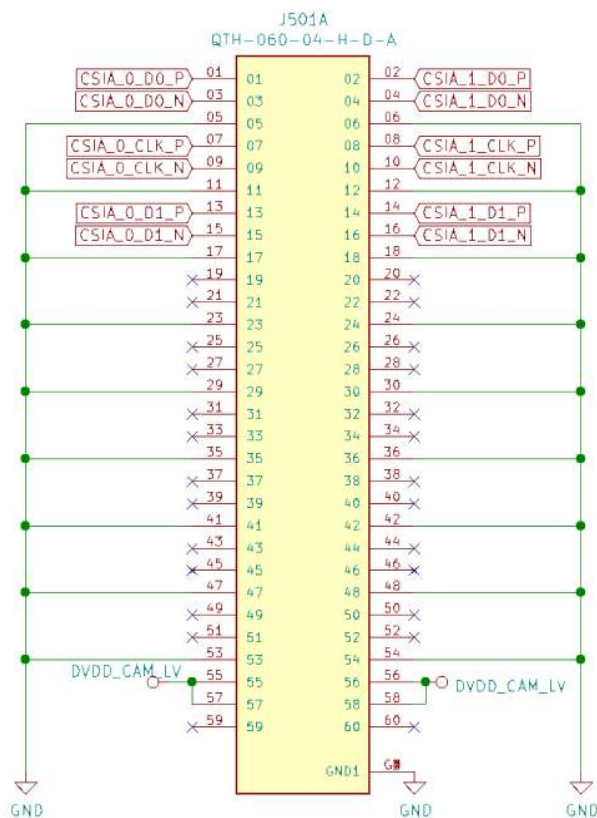 J501A
QTH-060-04-H-D-A
CSIA_0_D0_P 01 01 02 02 CSIA_1_D0_P
CSIA_0_D0_N 03 03 04 04 CSIA_1_D0_N
05 05 06 06
CSIA_0_CLK_P 07 07 08 08 CSIA_1_CLK_P
CSIA_0_CLK_N 09 09 10 10 CSIA_1_CLK_N
11 11 12 12
CSIA_0_D1_P 13 13 14 14 CSIA_1_D1_P
CSIA_0_D1_N 15 15 16 16 CSIA_1_D1_N
17 17 18 18
19 19 20 20
21 21 22 22
23 23 24 24
25 25 26 26
27 27 28 28
29 29 30 30
31 31 32 32
33 33 34 34
35 35 36 36
37 37 38 38
39 39 40 40
41 41 42 42
43 43 44 44
45 45 46 46
47 47 48 48
49 49 50 50
51 51 52 52
53 53 54 54
DVDD_CAM_LV 55 55 56 56 DVDD_CAM_LV
57 57 58 58
59 59 60 60
GND1
GND GND GND